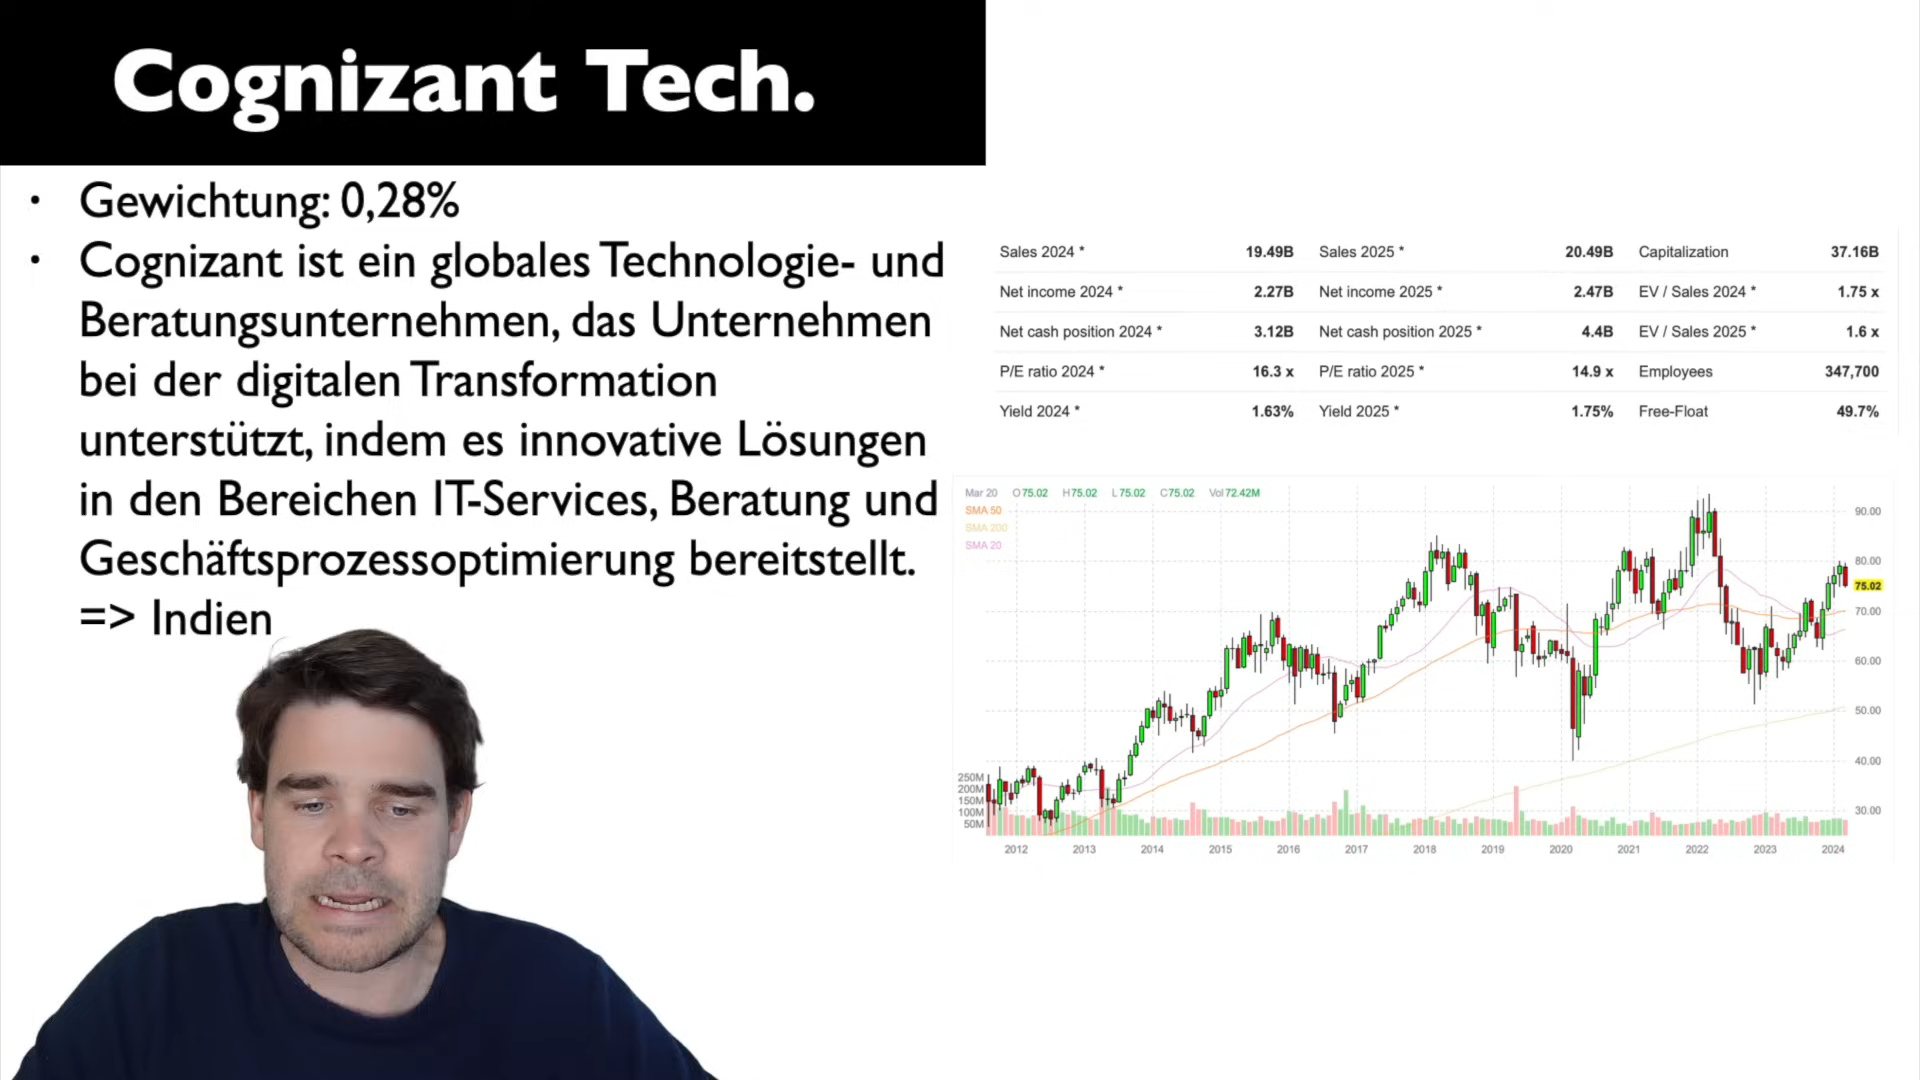 Cognizant Tech.
• Gewichtung: 0,28%
• Cognizant ist ein globales Technologie- und
Beratungsunternehmen, das Unternehmen
bei der digitalen Transformation
unterstützt, indem es innovative Lösungen
in den Bereichen IT-Services, Beratung und
Geschäftsprozessoptimierung bereitstellt.
=> Indien
Sales 2024 * 19.49B Sales 2025 * 20.49B Capitalization 37.16B
Net income 2024 * 2.27B Net income 2025 * 2.47B EV / Sales 2024 * 1.75 x
Net cash position 2024 * 3.12B Net cash position 2025 * 4.4B EV / Sales 2025 * 1.6 x
P/E ratio 2024 * 16.3 x P/E ratio 2025 * 14.9 x Employees 347,700
Yield 2024 * 1.63% Yield 2025 * 1.75% Free-Float 49.7%
Mar 20 O 75.02 H 75.02 L 75.02 C 75.02 Vol 72.42M
SMA 50
SMA 200
SMA 20
90.00
80.00
75.02
70.00
60.00
50.00
40.00
30.00
250M
200M
150M
100M
50M
2012 2013 2014 2015 2016 2017 2018 2019 2020 2021 2022 2023 2024